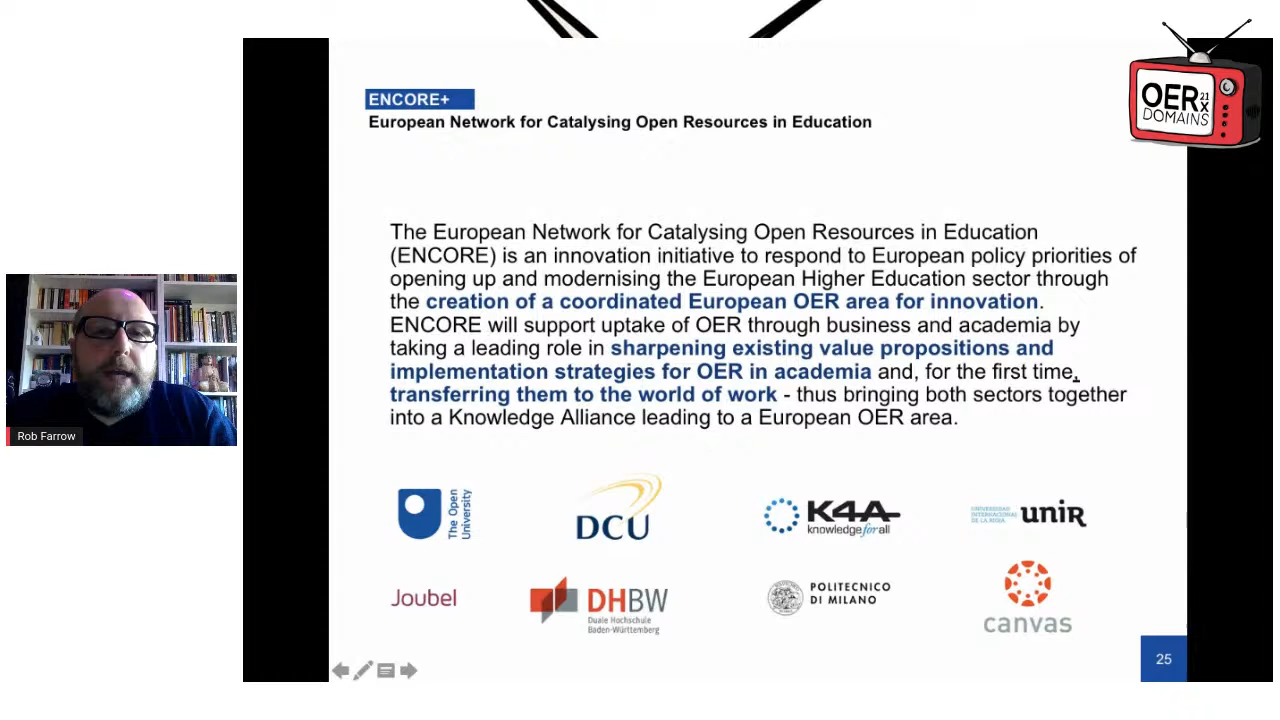 ENCORE+
European Network for Catalysing Open Resources in Education
OER
21
x
DOMAINS
The European Network for Catalysing Open Resources in Education
(ENCORE) is an innovation initiative to respond to European policy priorities of
opening up and modernising the European Higher Education sector through
the creation of a coordinated European OER area for innovation.
ENCORE will support uptake of OER through business and academia by
taking a leading role in sharpening existing value propositions and
implementation strategies for OER in academia and, for the first time,
transferring them to the world of work - thus bringing both sectors together
into a Knowledge Alliance leading to a European OER area.
Rob Farrow
The Open
University
DCU
K4A
knowledge for all
UNIVERSIDAD
INTERNACIONAL
DE LA RIOJA
unir
Joubel
DHBW
Duale Hochschule
Baden-Württemberg
POLITECNICO
DI MILANO
canvas
25